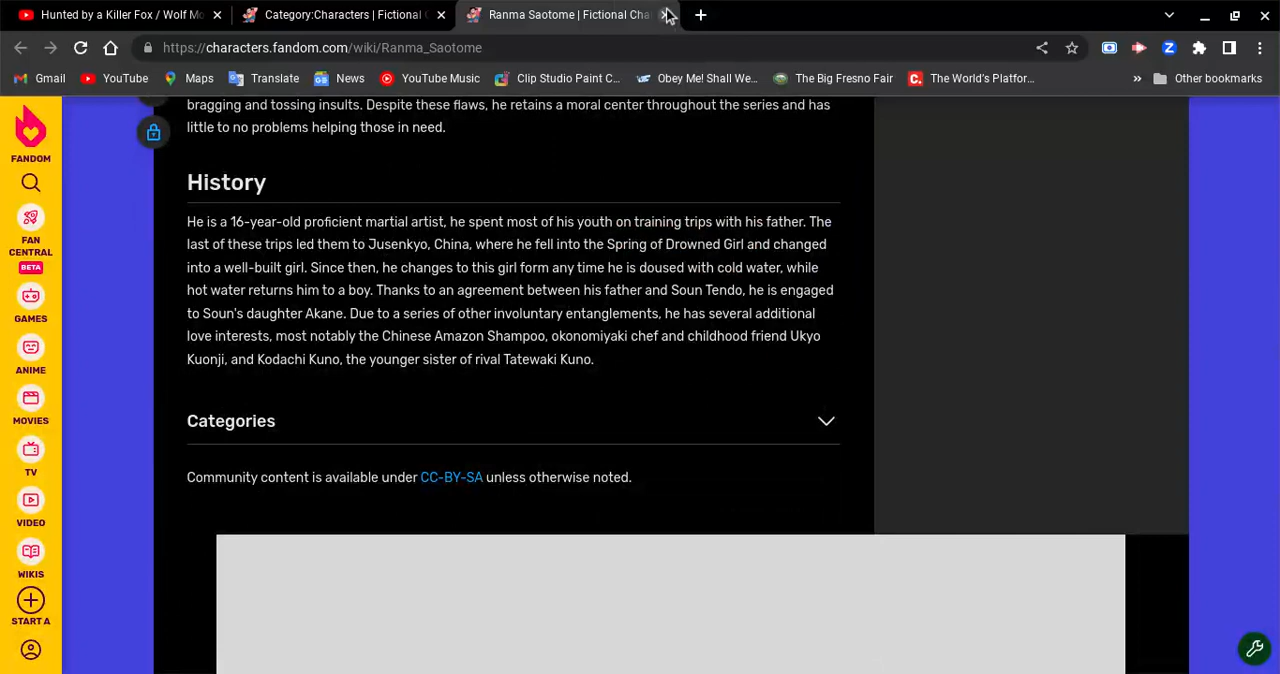 Hunted by a Killer Fox / Wolf Mo
Category:Characters | Fictional C
Ranma Saotome | Fictional Cha
https://characters.fandom.com/wiki/Ranma_Saotome
Gmail
YouTube
Maps
Translate
News
YouTube Music
Clip Studio Paint C...
Obey Me! Shall We...
The Big Fresno Fair
The World's Platfor...
»
Other bookmarks
FANDOM
FAN
CENTRAL
BETA
GAMES
ANIME
MOVIES
TV
VIDEO
WIKIS
START A
bragging and tossing insults. Despite these flaws, he retains a moral center throughout the series and has
little to no problems helping those in need.
History
He is a 16-year-old proficient martial artist, he spent most of his youth on training trips with his father. The
last of these trips led them to Jusenkyo, China, where he fell into the Spring of Drowned Girl and changed
into a well-built girl. Since then, he changes to this girl form any time he is doused with cold water, while
hot water returns him to a boy. Thanks to an agreement between his father and Soun Tendo, he is engaged
to Soun's daughter Akane. Due to a series of other involuntary entanglements, he has several additional
love interests, most notably the Chinese Amazon Shampoo, okonomiyaki chef and childhood friend Ukyo
Kuonji, and Kodachi Kuno, the younger sister of rival Tatewaki Kuno.
Categories
Community content is available under CC-BY-SA unless otherwise noted.